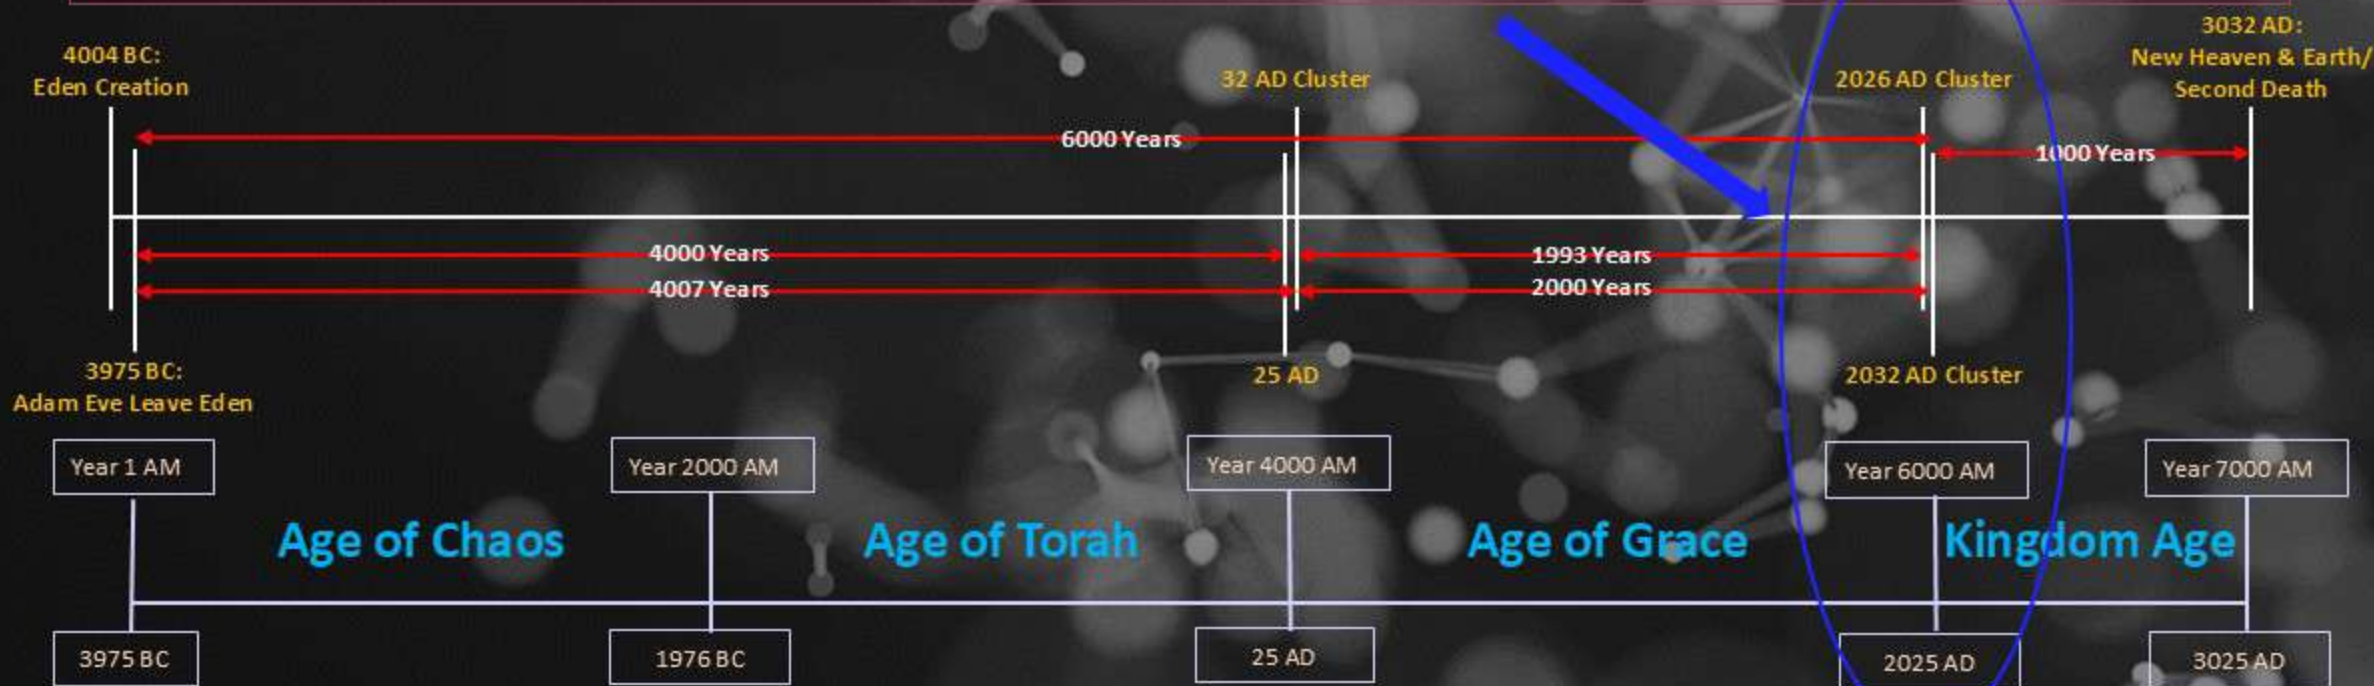 4004 BC:
Eden Creation
32 AD Cluster
2026 AD Cluster
3032 AD:
New Heaven & Earth/
Second Death
6000 Years
1000 Years
4000 Years
1993 Years
4007 Years
2000 Years
3975 BC:
Adam Eve Leave Eden
25 AD
2032 AD Cluster
Year 1 AM
Year 2000 AM
Year 4000 AM
Year 6000 AM
Year 7000 AM
Age of Chaos
Age of Torah
Age of Grace
Kingdom Age
3975 BC
1976 BC
25 AD
2025 AD
3025 AD